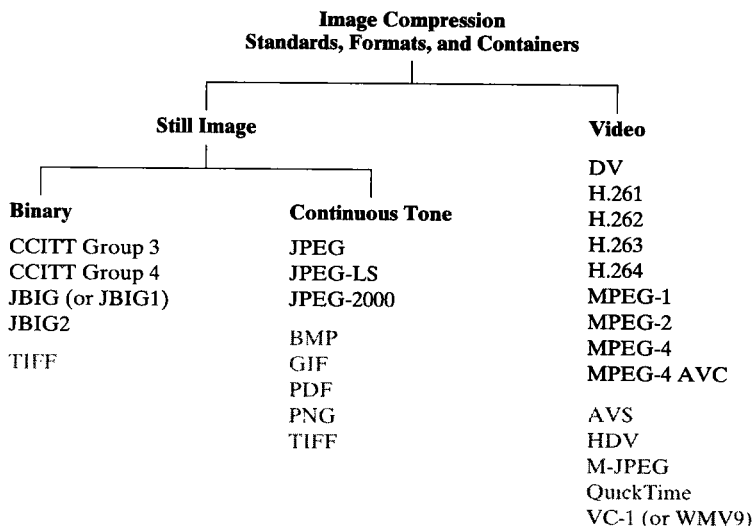 Image Compression
Standards, Formats, and Containers
Still Image
Video
Binary
CCITT Group 3
CCITT Group 4
JBIG (or JBIG1)
JBIG2
TIFF
Continuous Tone
JPEG
JPEG-LS
JPEG-2000
BMP
GIF
PDF
PNG
TIFF
DV
H.261
H.262
H.263
H.264
MPEG-1
MPEG-2
MPEG-4
MPEG-4 AVC
AVS
HDV
M-JPEG
QuickTime
VC-1 (or WMV9)